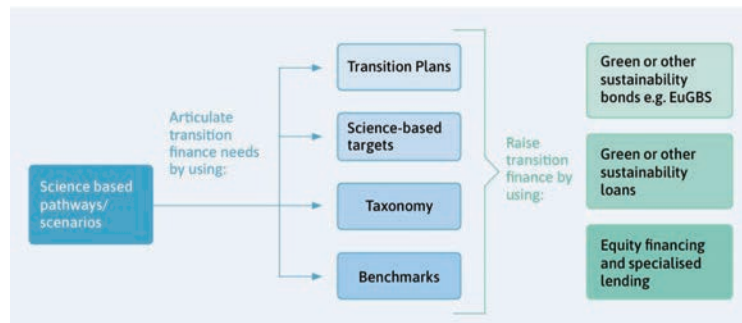 Science based
pathways/
scenarios
Articulate
transition
finance needs
by using:
Transition Plans
Science-based
targets
Taxonomy
Benchmarks
Raise
transition
finance by
using:
Green or other
sustainability
bonds e.g. EuGBS
Green or other
sustainability
loans
Equity financing
and specialised
lending